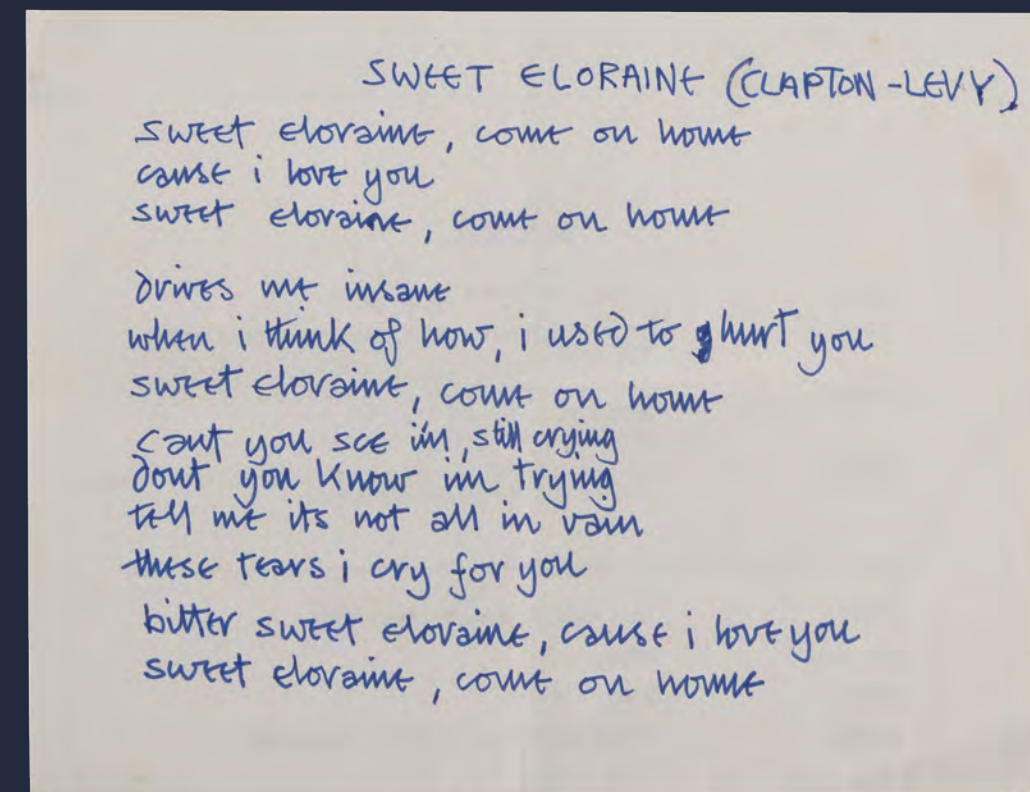 SWEET ELORAINE (CLAPTON-LEVY)
sweet eloraine, come on home
cause i love you
sweet eloraine, come on home
drives me insane
when i think of how, i used to hurt you
sweet eloraine, come on home
cant you see i'm, still crying
dont you know im trying
tell me its not all in vain
these tears i cry for you
bitter sweet eloraine, cause i love you
sweet eloraine, come on home